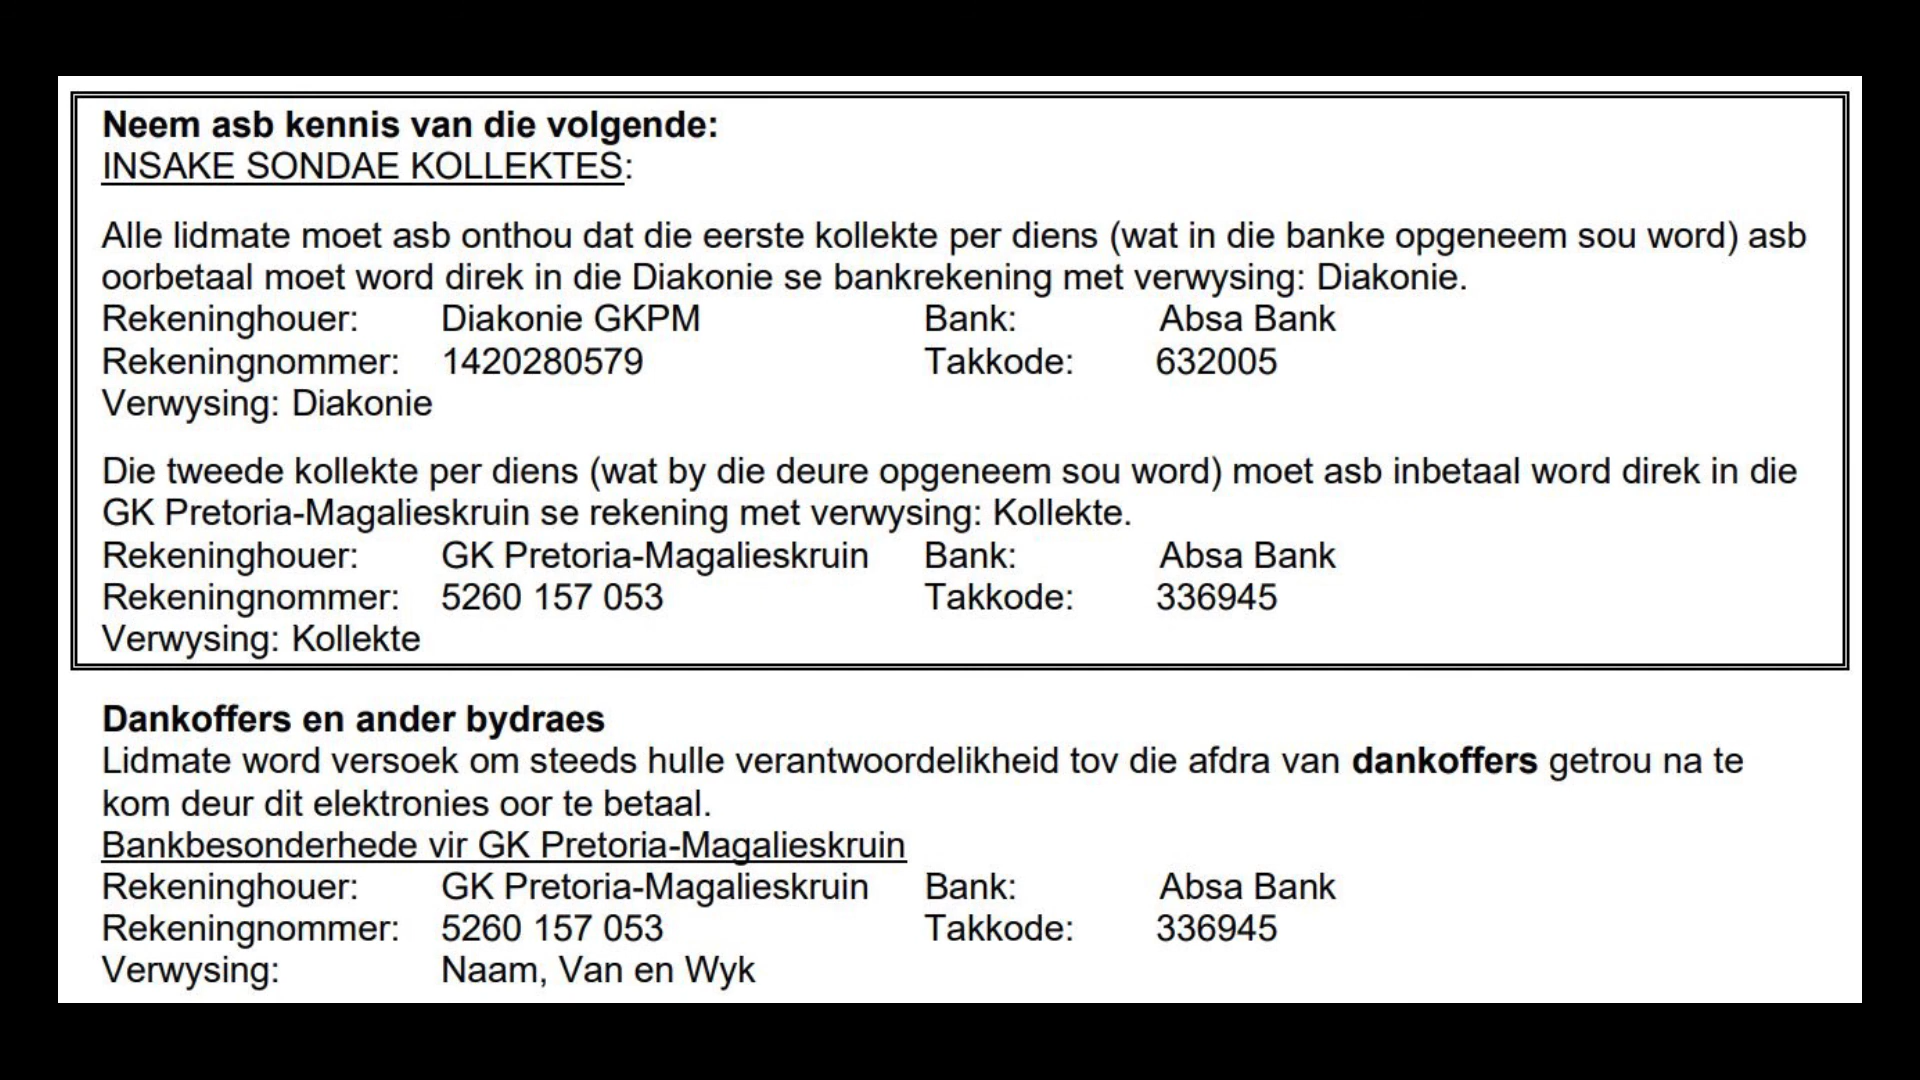 Neem asb kennis van die volgende:
INSAKE SONDAE KOLLEKTES:
Alle lidmate moet asb onthou dat die eerste kollekte per diens (wat in die banke opgeneem sou word) asb
oorbetaal moet word direk in die Diakonie se bankrekening met verwysing: Diakonie.
Rekeninghouer: Diakonie GKPM Bank: Absa Bank
Rekeningnommer: 1420280579 Takkode: 632005
Verwysing: Diakonie
Die tweede kollekte per diens (wat by die deure opgeneem sou word) moet asb inbetaal word direk in die
GK Pretoria-Magalieskruin se rekening met verwysing: Kollekte.
Rekeninghouer: GK Pretoria-Magalieskruin Bank: Absa Bank
Rekeningnommer: 5260 157 053 Takkode: 336945
Verwysing: Kollekte
Dankoffers en ander bydraes
Lidmate word versoek om steeds hulle verantwoordelikheid tov die afdra van dankoffers getrou na te
kom deur dit elektronies oor te betaal.
Bankbesonderhede vir GK Pretoria-Magalieskruin
Rekeninghouer: GK Pretoria-Magalieskruin Bank: Absa Bank
Rekeningnommer: 5260 157 053 Takkode: 336945
Verwysing: Naam, Van en Wyk